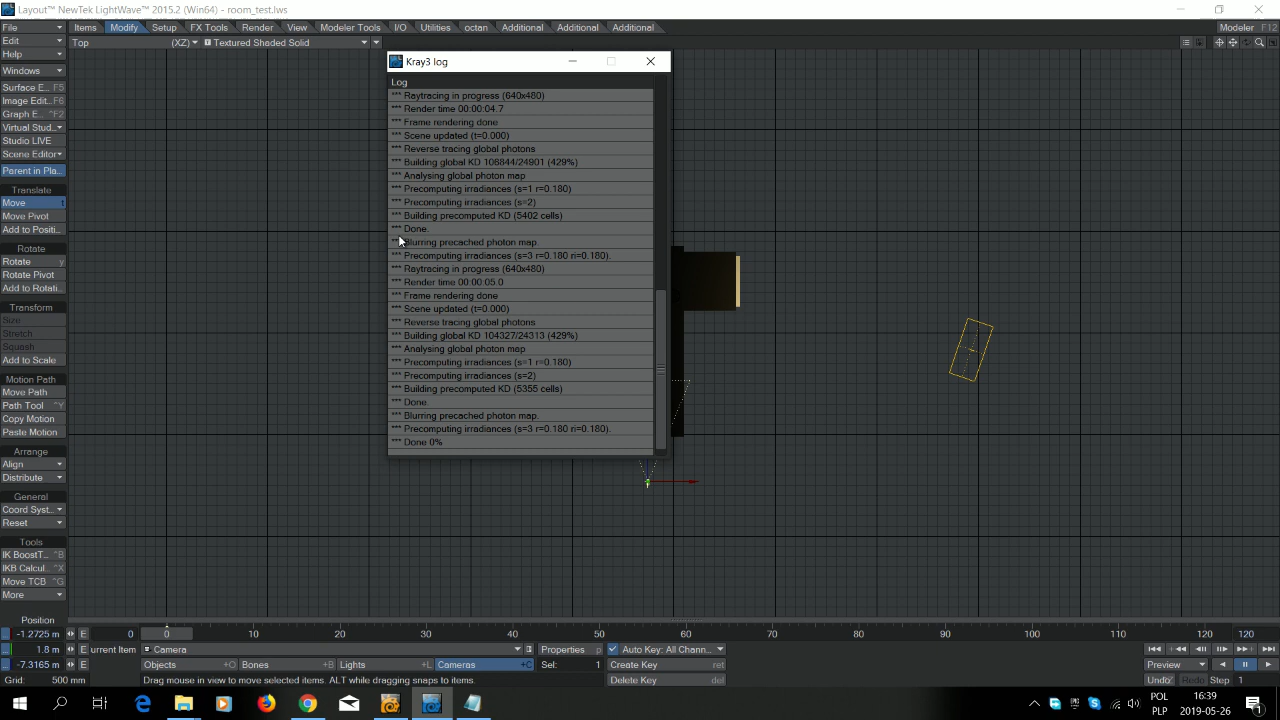 Layout™ NewTek LightWave 2015.2 (Win64) - room_test.lws
File
Items
Modify
Setup
FX Tools
Render
View
Modeler Tools
I/O
Utilities
octan
Additional
Additional
Additional
Modeler F12
Edit
Top
(XZ)
Textured Shaded Solid
Help
Windows
Surface E... F5
Image Edit... F6
Graph E... ^F2
Virtual Stud...
Studio LIVE
Scene Editor
Parent in Pla...
Translate
Move t
Move Pivot
Add to Positi...
Rotate
Rotate y
Rotate Pivot
Add to Rotati...
Transform
Size
Stretch
Squash
Add to Scale
Motion Path
Move Path
Path Tool ^Y
Copy Motion
Paste Motion
Arrange
Align
Distribute
General
Coord Syst...
Reset
Tools
IK BoostT... ^B
IKB Calcul... ^X
Move TCB ^G
More
Kray3 log
Log
*** Raytracing in progress (640x480)
*** Render time 00:00:04.7
*** Frame rendering done
*** Scene updated (t=0.000)
*** Reverse tracing global photons
*** Building global KD 106844/24901 (429%)
*** Analysing global photon map
*** Precomputing irradiances (s=1 r=0.180)
*** Precomputing irradiances (s=2)
*** Building precomputed KD (5402 cells)
*** Done.
*** Blurring precached photon map.
*** Precomputing irradiances (s=3 r=0.180 ri=0.180).
*** Raytracing in progress (640x480)
*** Render time 00:00:05.0
*** Frame rendering done
*** Scene updated (t=0.000)
*** Reverse tracing global photons
*** Building global KD 104327/24313 (429%)
*** Analysing global photon map
*** Precomputing irradiances (s=1 r=0.180)
*** Precomputing irradiances (s=2)
*** Building precomputed KD (5355 cells)
*** Done.
*** Blurring precached photon map.
*** Precomputing irradiances (s=3 r=0.180 ri=0.180).
*** Done 0%
Position
-1.2725 m E 0 0 10 20 30 40 50 60 70 80 90 100 110 120 120
1.8 m E urrent Item Camera Properties p Auto Key: All Chann...
-7.3165 m E Objects +O Bones +B Lights +L Cameras +C Sel: 1 Create Key ret Preview
Grid: 500 mm Drag mouse in view to move selected items. ALT while dragging snaps to items. Delete Key del Undo Redo Step 1
POL 16:39
PLP 2019-05-26